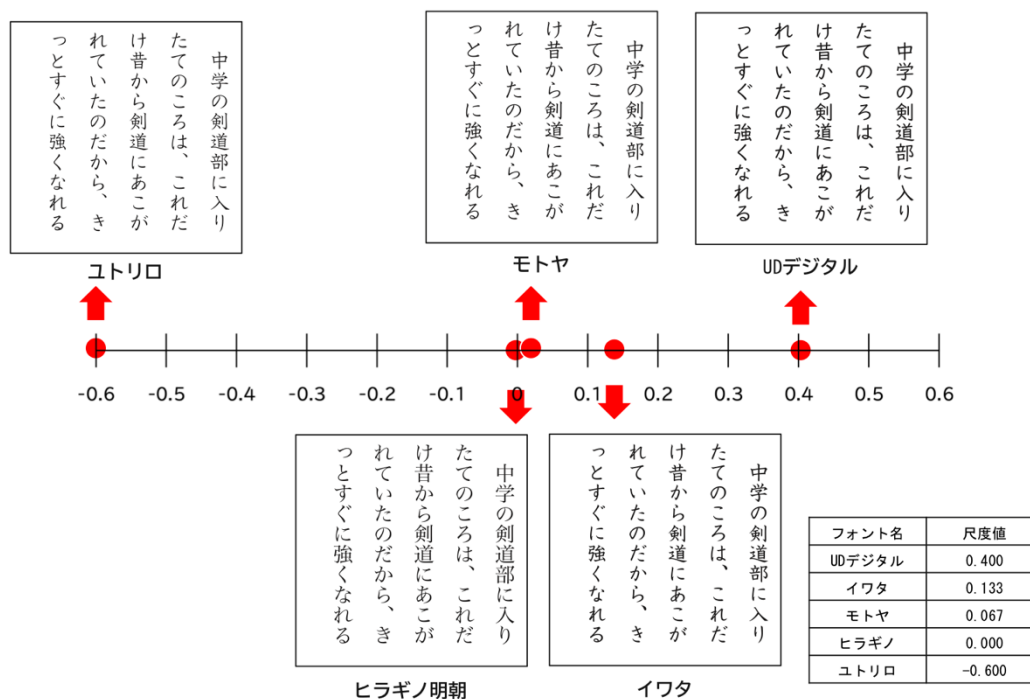 中学の剣道部に入り
たてのころは、これだ
け昔から剣道にあこが
れていたのだから、き
っとすぐに強くなれる
ユトリロ
中学の剣道部に入り
たてのころは、これだ
け昔から剣道にあこが
れていたのだから、き
っとすぐに強くなれる
モトヤ
中学の剣道部に入り
たてのころは、これだ
け昔から剣道にあこが
れていたのだから、き
っとすぐに強くなれる
UDデジタル
-0.6 -0.5 -0.4 -0.3 -0.2 -0.1 0 0.1 0.2 0.3 0.4 0.5 0.6
中学の剣道部に入り
たてのころは、これだ
け昔から剣道にあこが
れていたのだから、き
っとすぐに強くなれる
ヒラギノ明朝
中学の剣道部に入り
たてのころは、これだ
け昔から剣道にあこが
れていたのだから、き
っとすぐに強くなれる
イワタ
フォント名 尺度値
UDデジタル 0.400
イワタ 0.133
モトヤ 0.067
ヒラギノ 0.000
ユトリロ -0.600